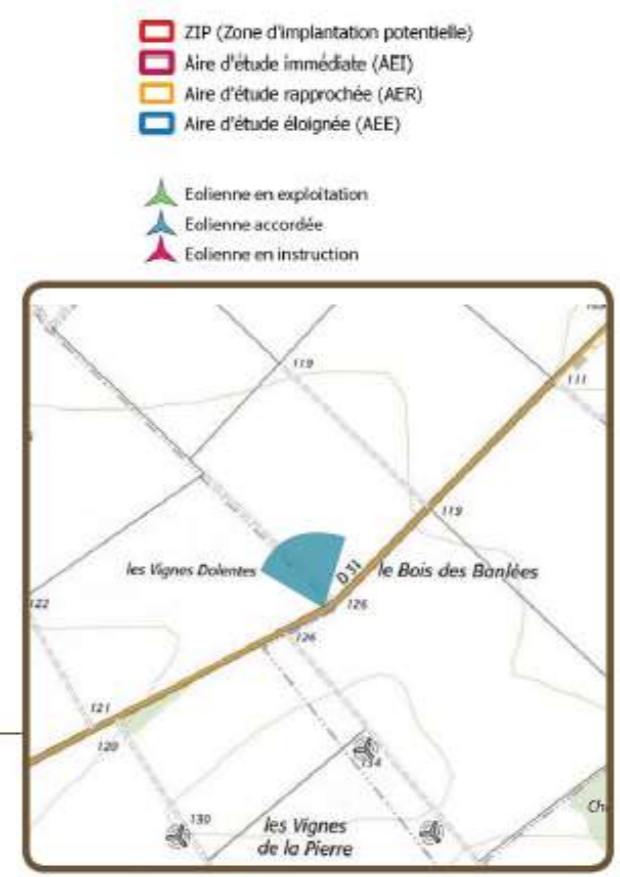 ZIP (Zone d'implantation potentielle)
Aire d'étude immédiate (AEI)
Aire d'étude rapprochée (AER)
Aire d'étude éloignée (AEE)
Eolienne en exploitation
Eolienne accordée
Eolienne en instruction
119
111
119
les Vignes Dolentes
D 31
le Bois des Banlées
122
126
126
121
120
134
130
les Vignes
de la Pierre